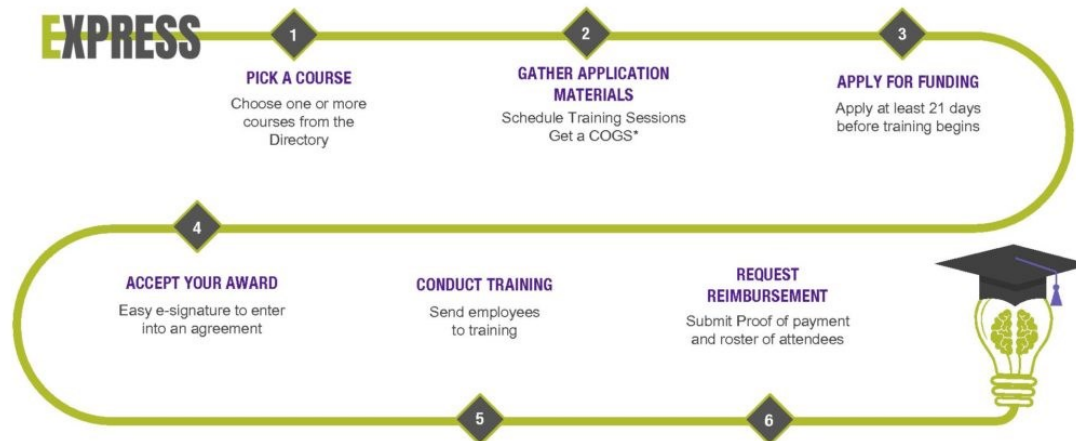 EXPRESS
1
PICK A COURSE
Choose one or more
courses from the
Directory
2
GATHER APPLICATION
MATERIALS
Schedule Training Sessions
Get a COGS*
3
APPLY FOR FUNDING
Apply at least 21 days
before training begins
4
ACCEPT YOUR AWARD
Easy e-signature to enter
into an agreement
CONDUCT TRAINING
Send employees
to training
5
REQUEST
REIMBURSEMENT
Submit Proof of payment
and roster of attendees
6